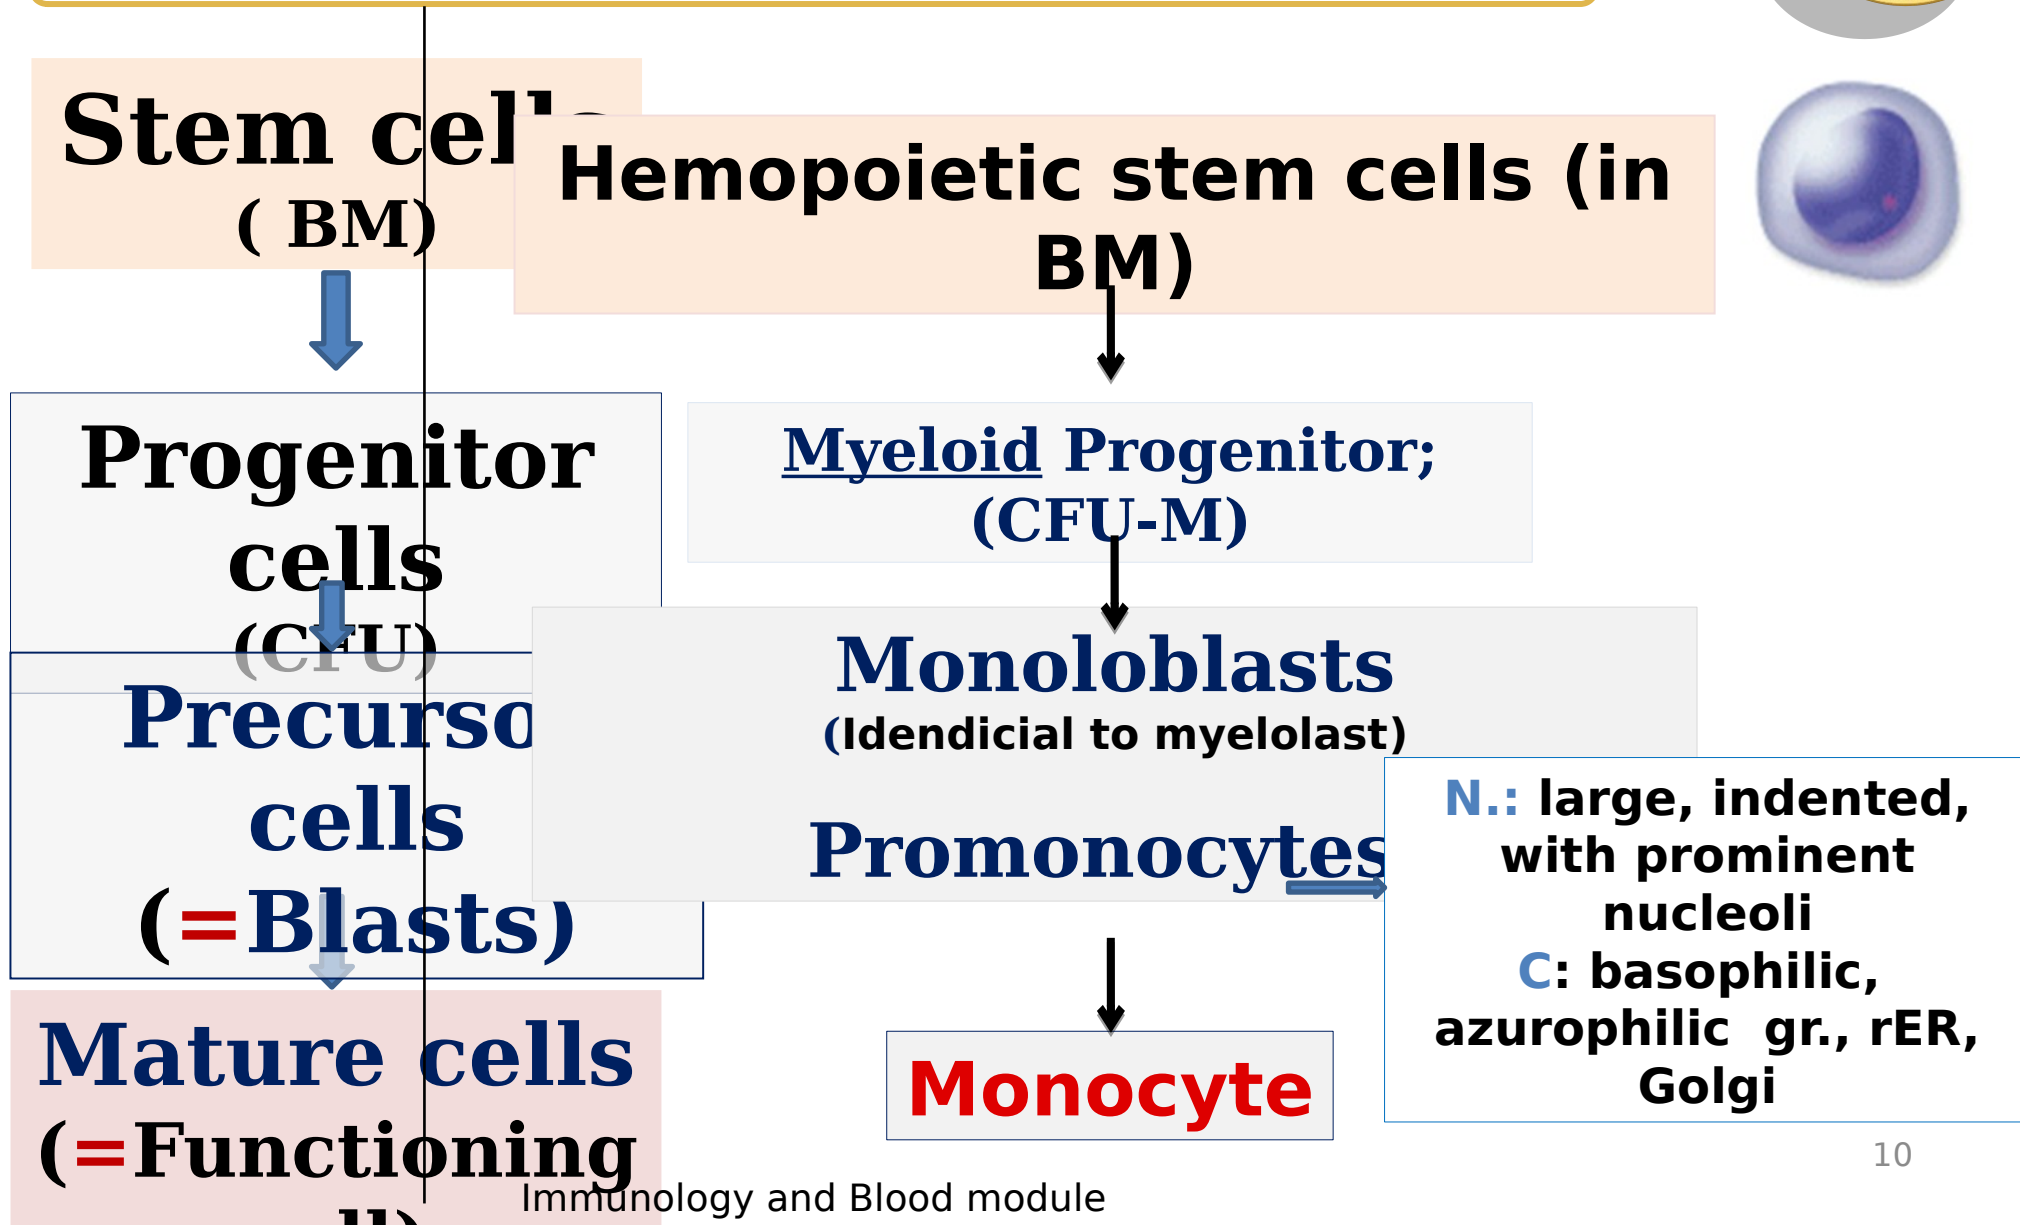 Stem cells
( BM)
Hemopoietic stem cells (in
BM)
Progenitor
cells
(CFU)
Myeloid Progenitor;
(CFU-M)
Precurso
cells
(=Blasts)
Monoloblasts
(Idendicial to myelolast)
Promonocytes
N.: large, indented,
with prominent
nucleoli
C: basophilic,
azurophilic gr., rER,
Golgi
Mature cells
(=Functioning
Monocyte
10
Immunology and Blood module